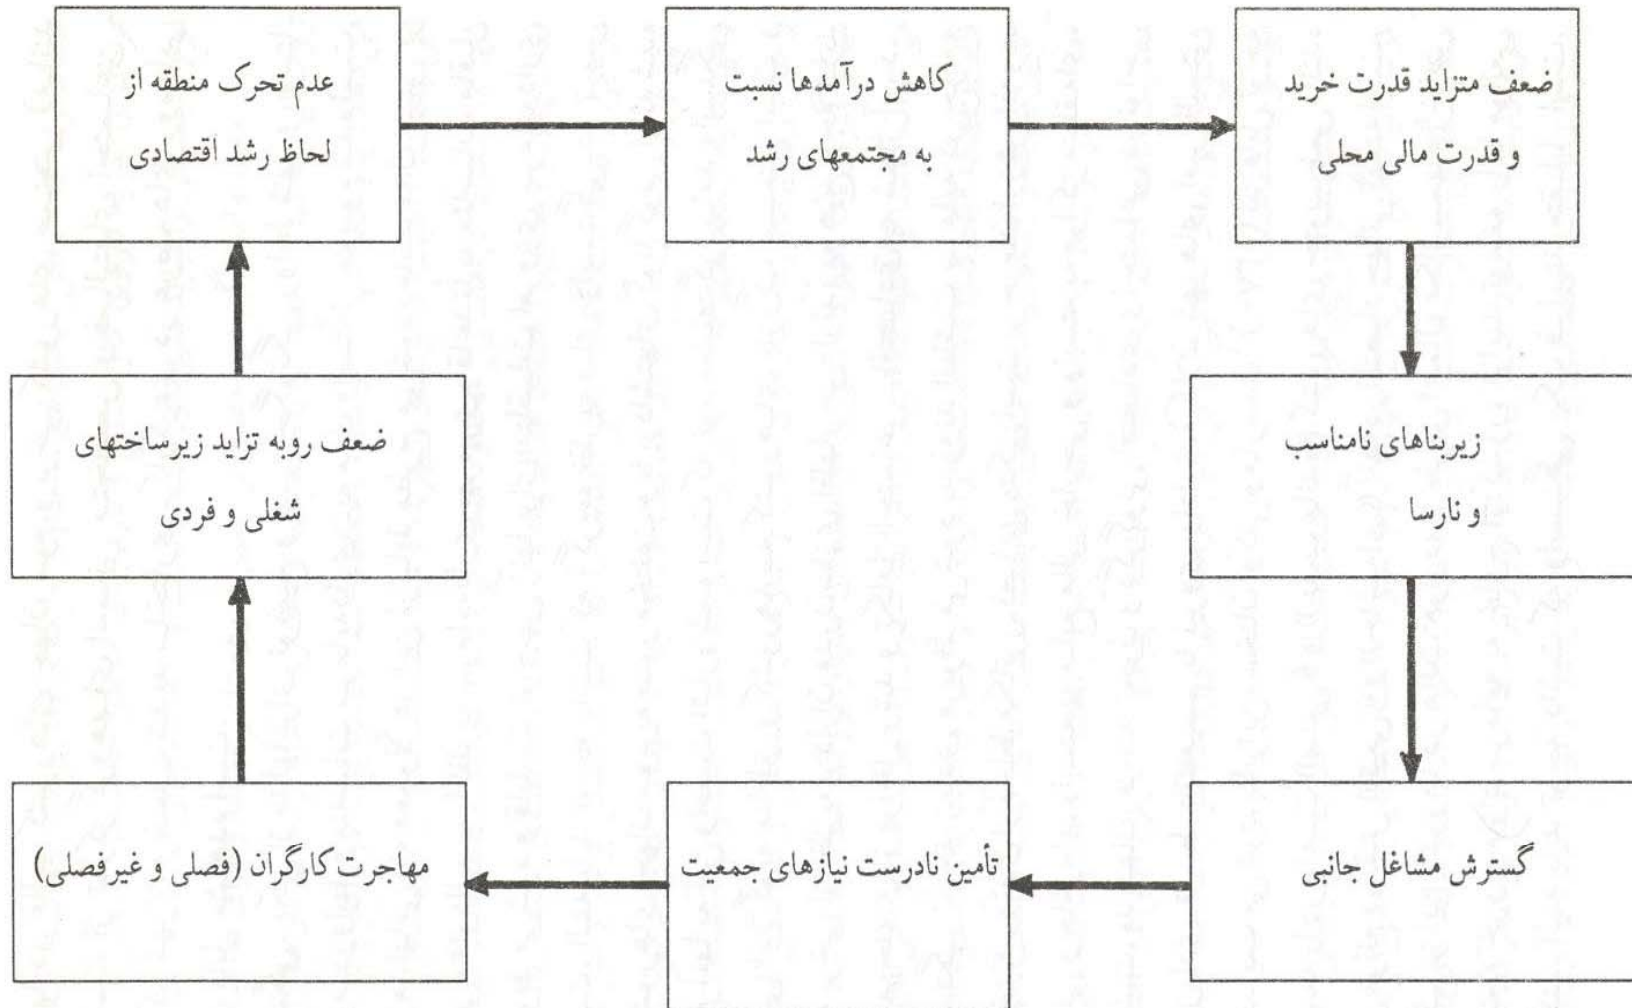 ضعف متزاید قدرت خرید
و قدرت مالی محلی
کاهش درآمدها نسبت
به مجتمعهای رشد
عدم تحرک منطقه از
لحاظ رشد اقتصادی
زیربناهای نامناسب
و نارسا
ضعف روبه تزاید زیرساختهای
شغلی و فردی
گسترش مشاغل جانبی
تأمین نادرست نیازهای جمعیت
مهاجرت کارگران (فصلی و غیرفصلی)